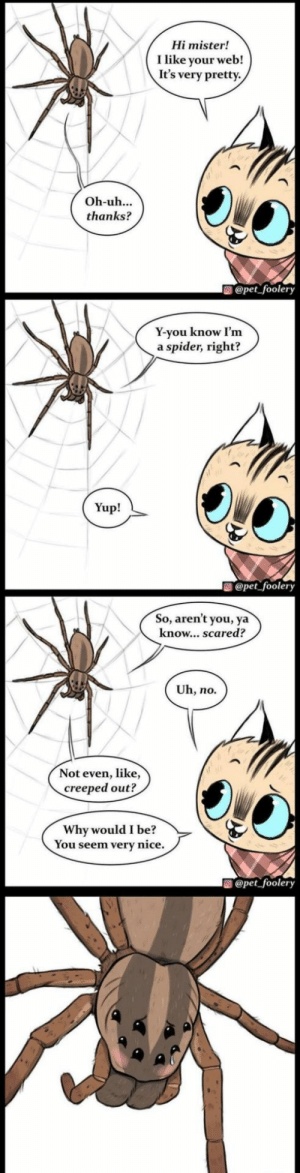 Hi mister!
I like your web!
It's very pretty.
Oh-uh...
thanks?
@pet_foolery
Y-you know I'm
a spider, right?
Yup!
@pet_foolery
So, aren't you, ya
know... scared?
Uh, no.
Not even, like,
creeped out?
Why would I be?
You seem very nice.
@pet_foolery